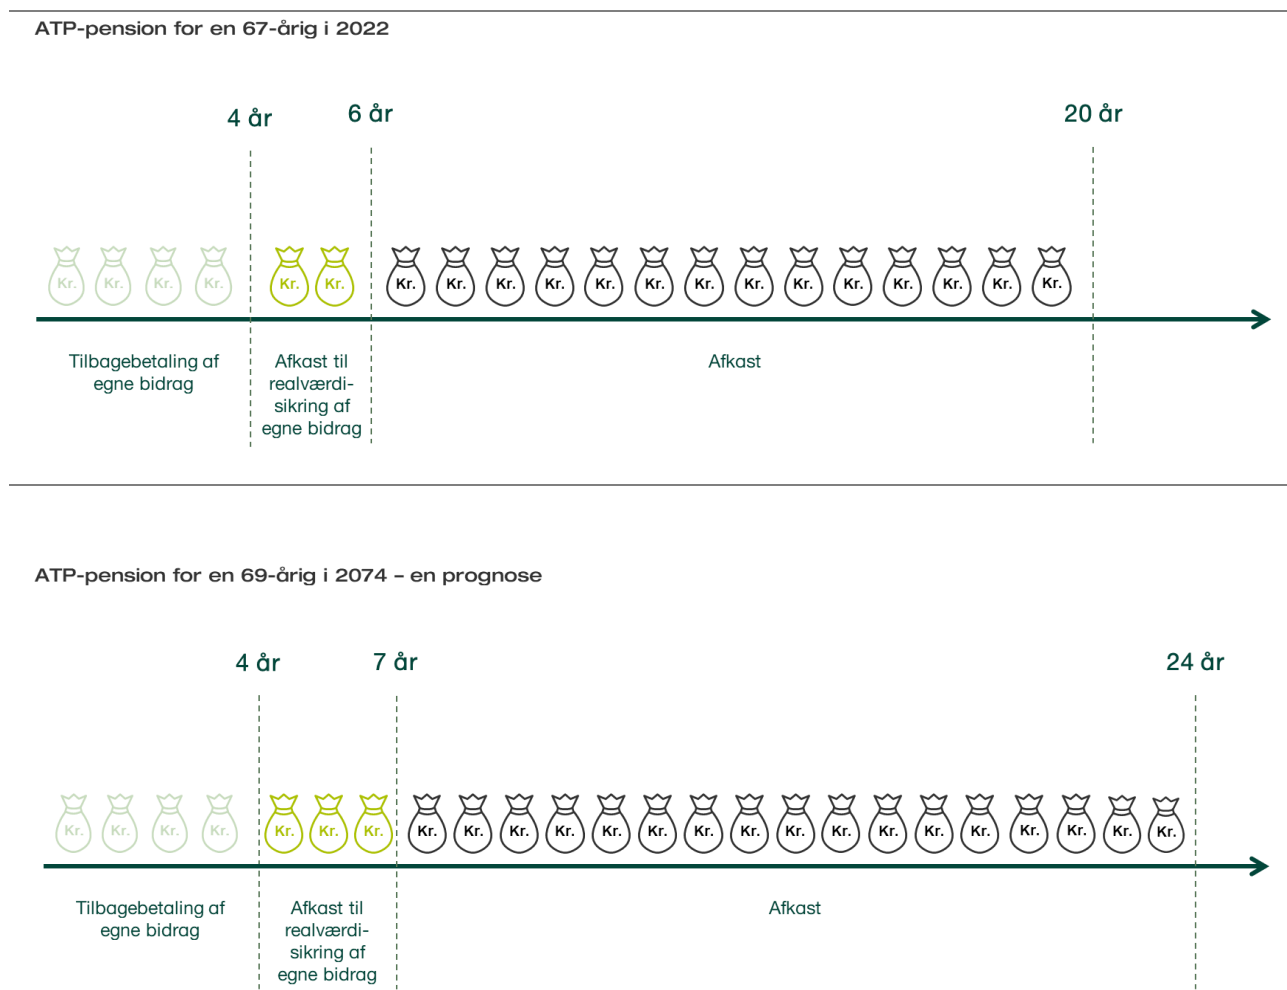 ATP-pension for en 67-årig i 2022
4 år
6 år
20 år
Kr. Kr. Kr. Kr. Kr. Kr. Kr. Kr. Kr. Kr. Kr. Kr. Kr. Kr. Kr. Kr. Kr. Kr. Kr. Kr.
Tilbagebetaling af
egne bidrag
Afkast til
realværdi-
sikring af
egne bidrag
Afkast
ATP-pension for en 69-årig i 2074 – en prognose
4 år
7 år
24 år
Kr. Kr. Kr. Kr. Kr. Kr. Kr. Kr. Kr. Kr. Kr. Kr. Kr. Kr. Kr. Kr. Kr. Kr. Kr. Kr. Kr. Kr. Kr. Kr.
Tilbagebetaling af
egne bidrag
Afkast til
realværdi-
sikring af
egne bidrag
Afkast